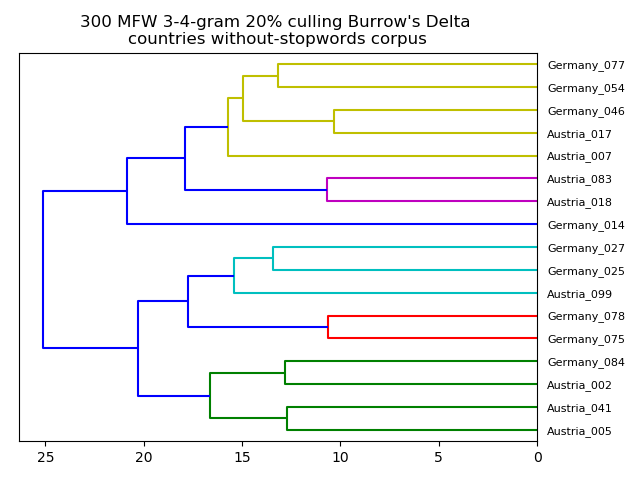 300 MFW 3-4-gram 20% culling Burrow's Delta
countries without-stopwords corpus
Germany_077
Germany_054
Germany_046
Austria_017
Austria_007
Austria_083
Austria_018
Germany_014
Germany_027
Germany_025
Austria_099
Germany_078
Germany_075
Germany_084
Austria_002
Austria_041
Austria_005
25 20 15 10 5 0